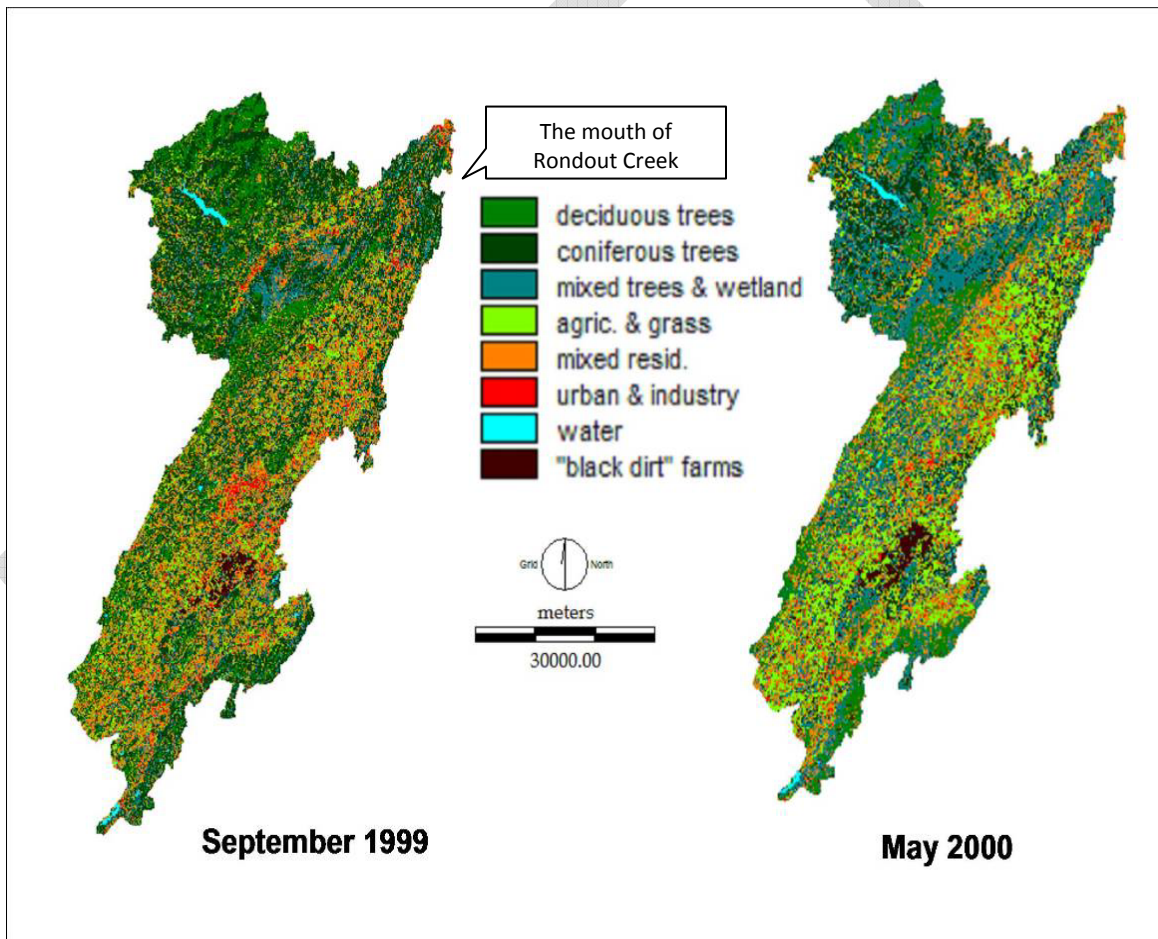 The mouth of
Rondout Creek
deciduous trees
coniferous trees
mixed trees & wetland
agric. & grass
mixed resid.
urban & industry
water
"black dirt" farms
Grid North
meters
30000.00
September 1999
May 2000